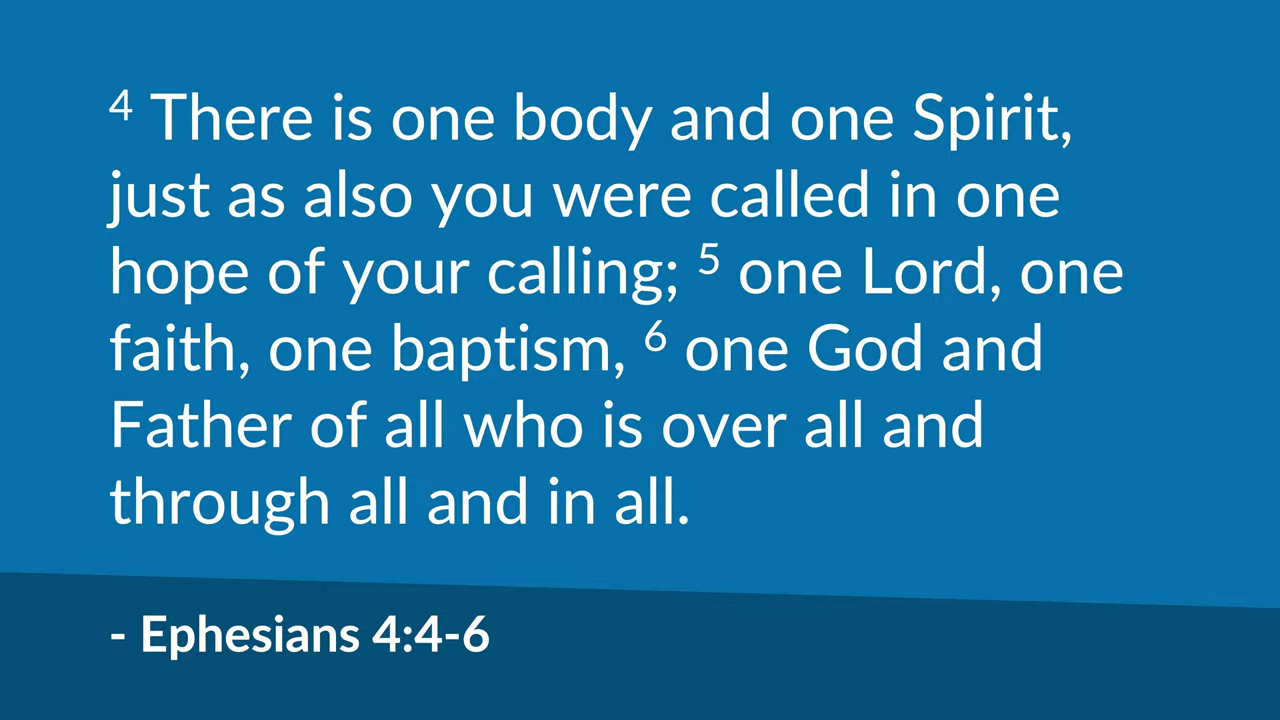 4 There is one body and one Spirit,
just as also you were called in one
hope of your calling; 5 one Lord, one
faith, one baptism, 6 one God and
Father of all who is over all and
through all and in all.
- Ephesians 4:4-6